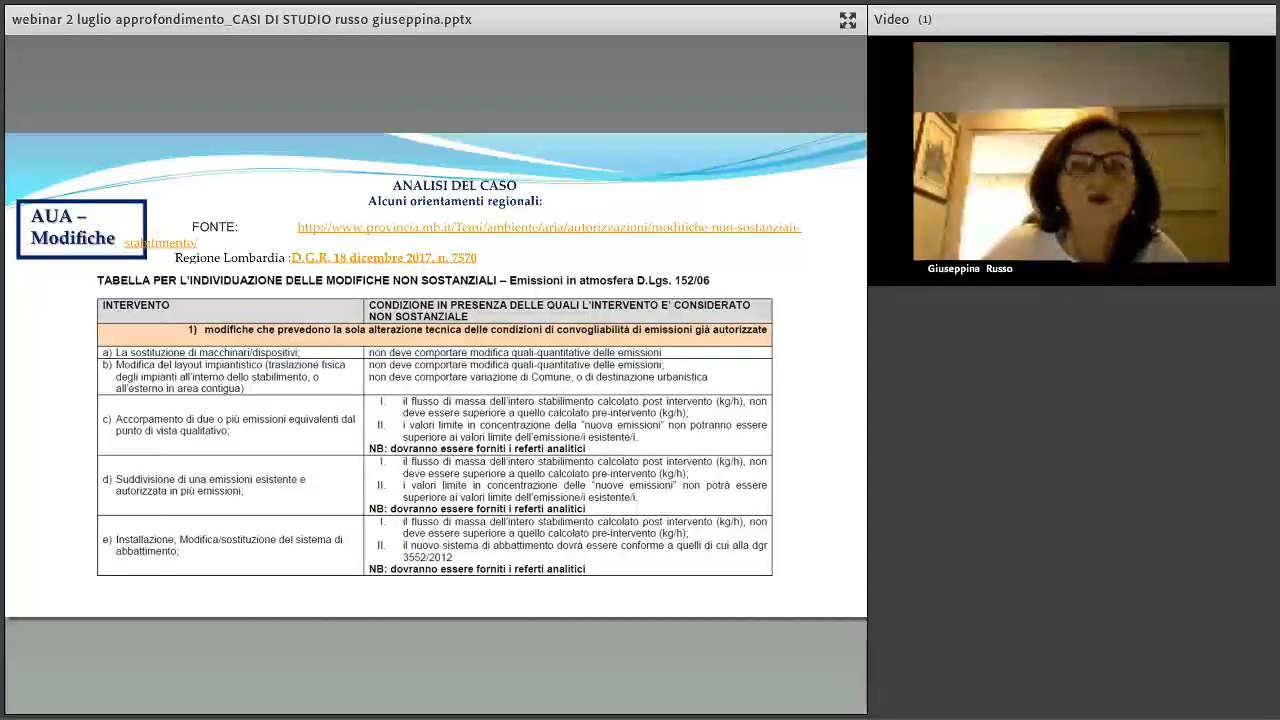 webinar 2 luglio approfondimento_CASI DI STUDIO russo giuseppina.pptx
Video (1)
ANALISI DEL CASO
Alcuni orientamenti regionali:
AUA –
Modifiche
FONTE: http://www.provincia.mb.it/Temi/ambiente/aria/autorizzazioni/modifiche-non-sostanziali-
stabilimento/
Regione Lombardia :D.G.R. 18 dicembre 2017, n. 7570
TABELLA PER L'INDIVIDUAZIONE DELLE MODIFICHE NON SOSTANZIALI – Emissioni in atmosfera D.Lgs. 152/06
INTERVENTO
CONDIZIONE IN PRESENZA DELLE QUALI L'INTERVENTO E' CONSIDERATO
NON SOSTANZIALE
1) modifiche che prevedono la sola alterazione tecnica delle condizioni di convogliabilità di emissioni già autorizzate
a) La sostituzione di macchinari/dispositivi;
non deve comportare modifica quali-quantitative delle emissioni
b) Modifica del layout impiantistico (traslazione fisica
degli impianti all'interno dello stabilimento, o
all'esterno in area contigua)
non deve comportare modifica quali-quantitative delle emissioni;
non deve comportare variazione di Comune, o di destinazione urbanistica
c) Accorpamento di due o più emissioni equivalenti dal
punto di vista qualitativo;
I. il flusso di massa dell'intero stabilimento calcolato post intervento (kg/h), non
deve essere superiore a quello calcolato pre-intervento (kg/h);
II. i valori limite in concentrazione della "nuova emissioni" non potranno essere
superiore ai valori limite dell'emissione/i esistente/i.
NB: dovranno essere forniti i referti analitici
d) Suddivisione di una emissioni esistente e
autorizzata in più emissioni;
I. il flusso di massa dell'intero stabilimento calcolato post intervento (kg/h), non
deve essere superiore a quello calcolato pre-intervento (kg/h);
II. i valori limite in concentrazione delle "nuove emissioni" non potrà essere
superiore ai valori limite dell'emissione/i esistente/i.
NB: dovranno essere forniti i referti analitici
e) Installazione, Modifica/sostituzione del sistema di
abbattimento;
I. il flusso di massa dell'intero stabilimento calcolato post intervento (kg/h), non
deve essere superiore a quello calcolato pre-intervento (kg/h);
II. il nuovo sistema di abbattimento dovrà essere conforme a quelli di cui alla dgr
3552/2012
NB: dovranno essere forniti i referti analitici
Giuseppina Russo